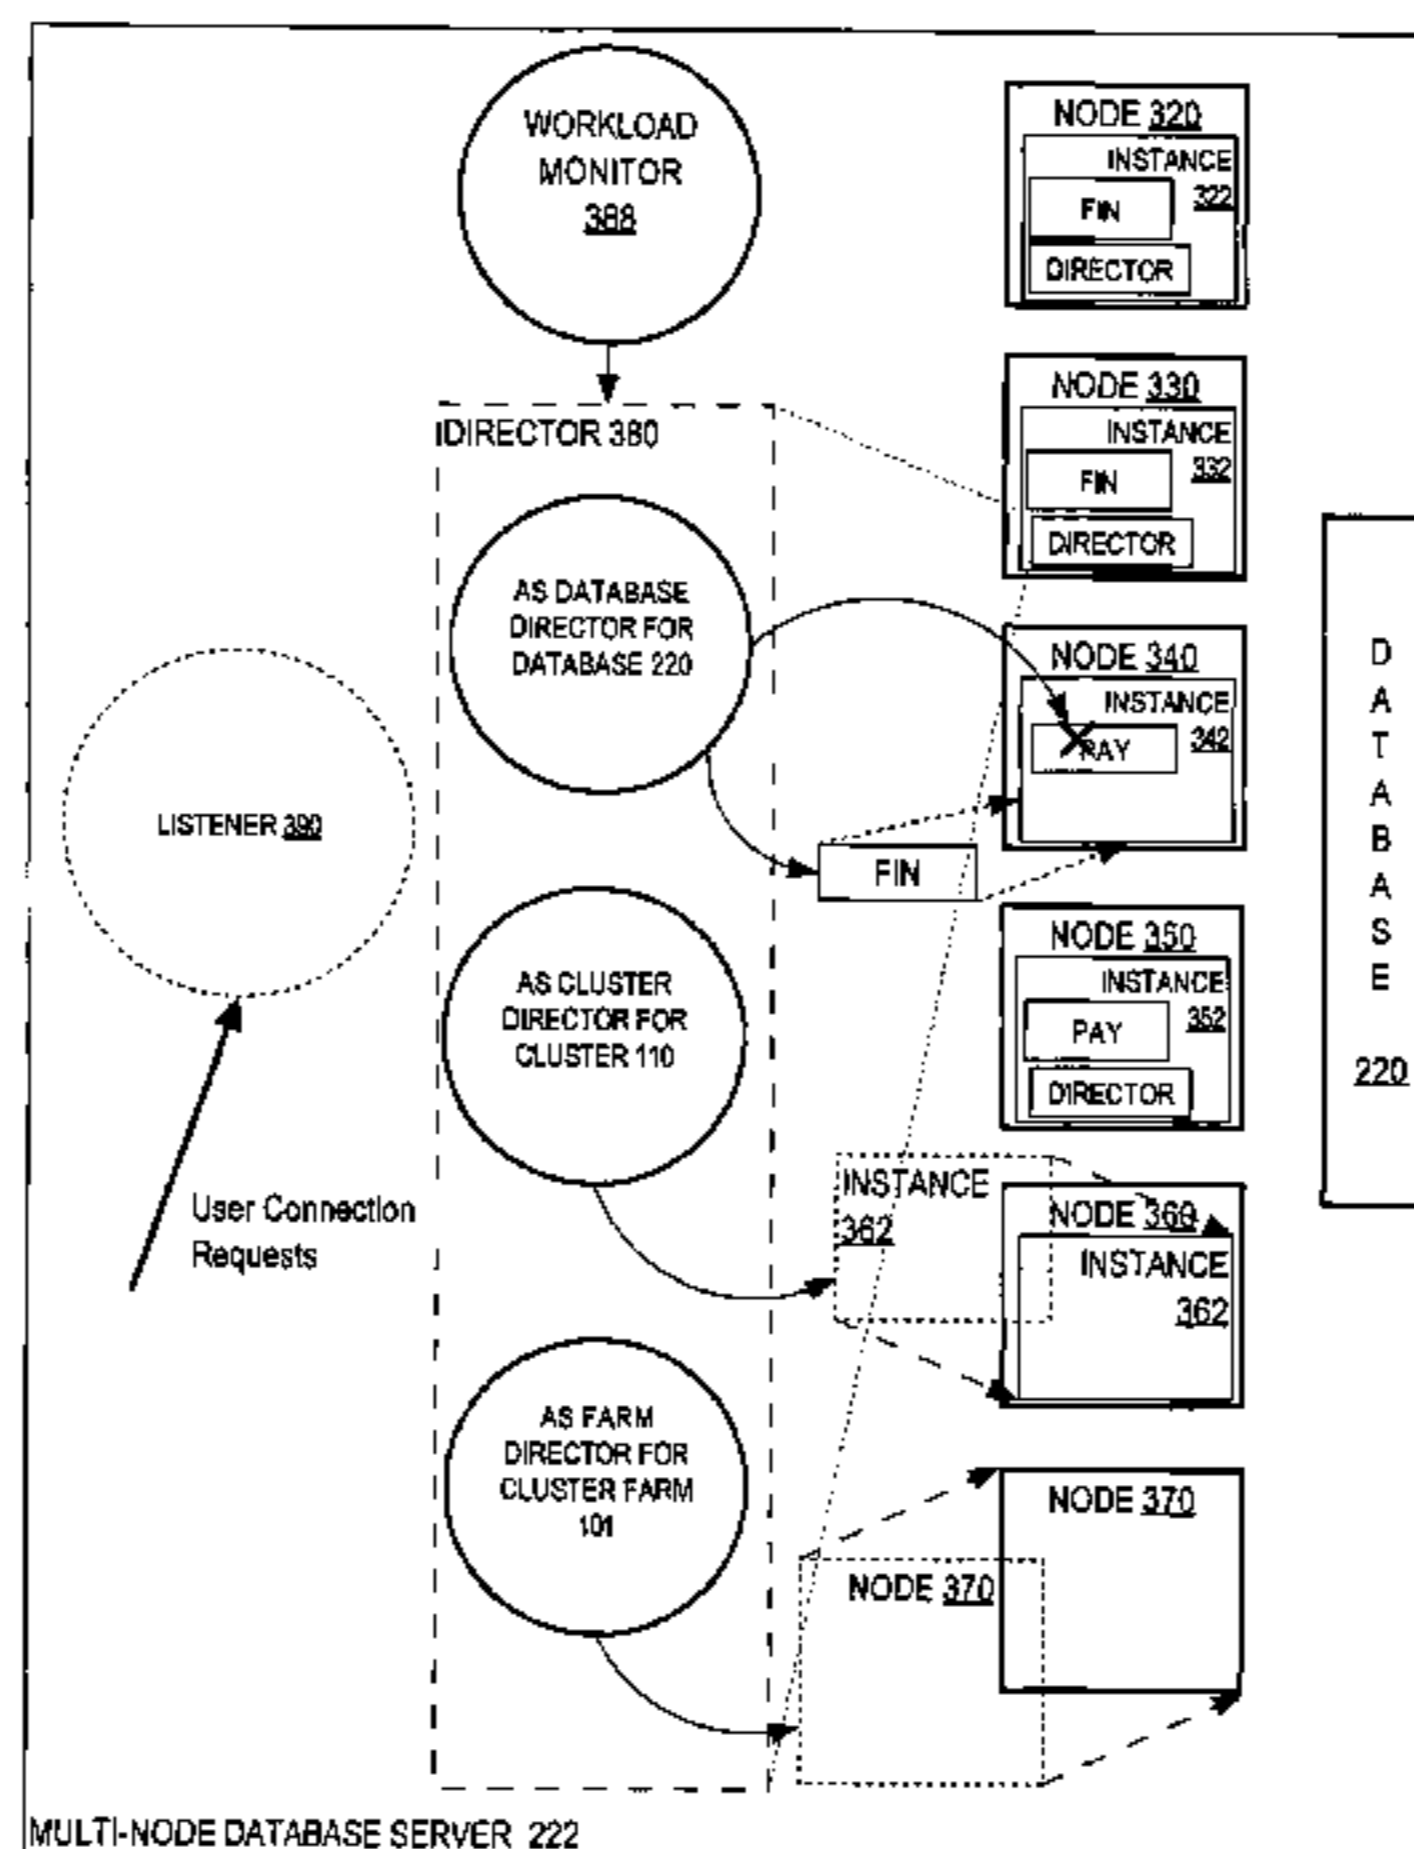 WORKLOAD
MONITOR
388
DIRECTOR 380
AS DATABASE
DIRECTOR FOR
DATABASE 220
LISTENER 390
User Connection
Requests
AS CLUSTER
DIRECTOR FOR
CLUSTER 110
AS FARM
DIRECTOR FOR
CLUSTER FARM
101
NODE 320
INSTANCE
322
FIN
DIRECTOR
NODE 330
INSTANCE
332
FIN
DIRECTOR
NODE 340
INSTANCE
342
PAY
FIN
NODE 350
INSTANCE
352
PAY
DIRECTOR
INSTANCE
362
NODE 360
INSTANCE
362
NODE 370
NODE 370
DATABASE
220
MULTI-NODE DATABASE SERVER 222